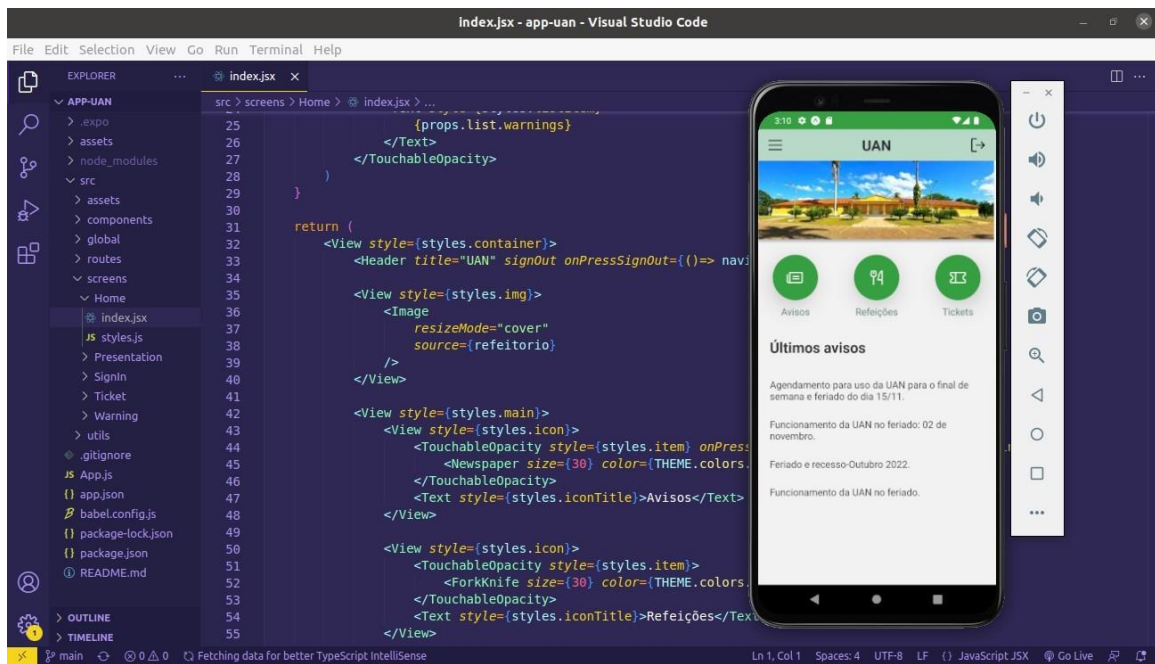 index.jsx - app-uan - Visual Studio Code
File Edit Selection View Go Run Terminal Help
EXPLORER
APP-UAN
.expo
assets
node_modules
src
assets
components
global
routes
screens
Home
index.jsx
JS styles.js
Presentation
SignIn
Ticket
Warning
utils
.gitignore
JS App.js
{} app.json
babel.config.js
{} package-lock.json
{} package.json
README.md
OUTLINE
TIMELINE
index.jsx
src > screens > Home > index.jsx > ...
25 {props.list.warnings}
26 </Text>
27 </TouchableOpacity>
28 )
29 }
30
31 return (
32 <View style={styles.container}>
33 <Header title="UAN" signOut onPressSignOut={()=> navi
34
35 <View style={styles.img}>
36 <Image
37 resizeMode="cover"
38 source={refeitorio}
39 />
40 </View>
41
42 <View style={styles.main}>
43 <View style={styles.icon}>
44 <TouchableOpacity style={styles.item} onPress
45 <Newspaper size={30} color={THEME.colors.
46 </TouchableOpacity>
47 <Text style={styles.iconTitle}>Avisos</Text>
48 </View>
49
50 <View style={styles.icon}>
51 <TouchableOpacity style={styles.item}>
52 <ForkKnife size={30} color={THEME.colors.
53 </TouchableOpacity>
54 <Text style={styles.iconTitle}>Refeições</Tex
55 </View>
3:10
UAN
Avisos Refeições Tickets
Últimos avisos
Agendamento para uso da UAN para o final de
semana e feriado do dia 15/11.
Funcionamento da UAN no feriado: 02 de
novembro.
Feriado e recesso-Outubro 2022.
Funcionamento da UAN no feriado.
1
main 0 0 Fetching data for better TypeScript IntelliSense
Ln 1, Col 1 Spaces: 4 UTF-8 LF {} JavaScript JSX Go Live